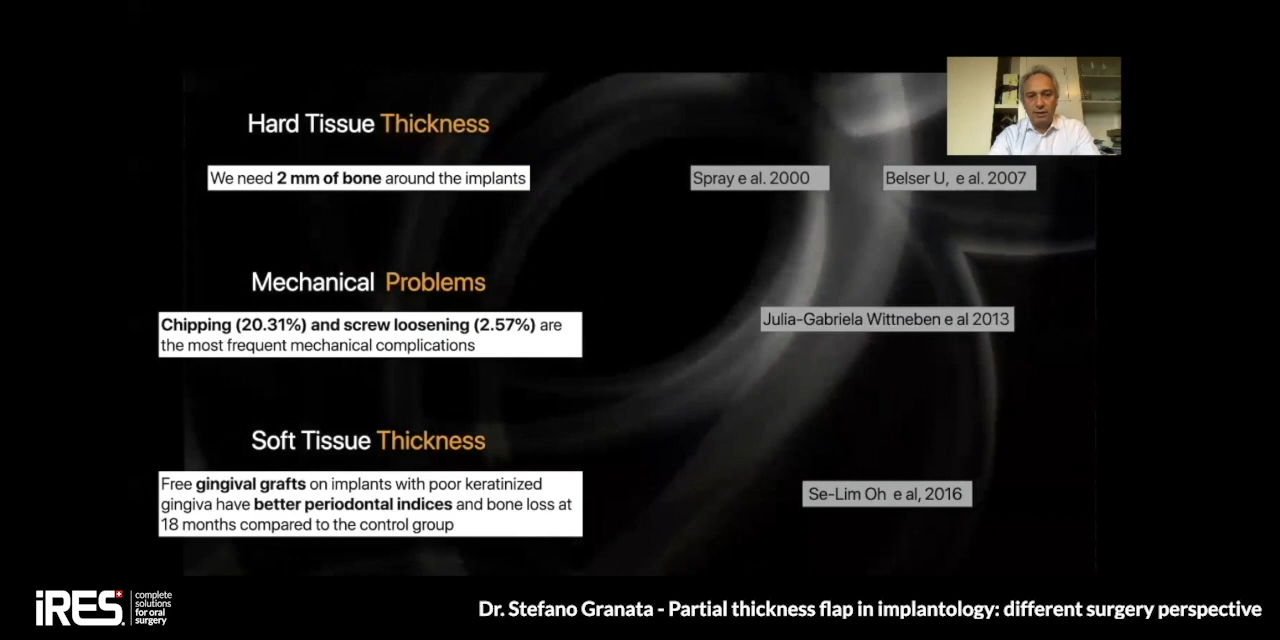 Hard Tissue Thickness
We need 2 mm of bone around the implants
Spray e al. 2000
Belser U, e al. 2007
Mechanical Problems
Chipping (20.31%) and screw loosening (2.57%) are
the most frequent mechanical complications
Julia-Gabriela Wittneben e al 2013
Soft Tissue Thickness
Free gingival grafts on implants with poor keratinized
gingiva have better periodontal indices and bone loss at
18 months compared to the control group
Se-Lim Oh e al, 2016
iRES.
complete
solutions
for oral
surgery
Dr. Stefano Granata - Partial thickness flap in implantology: different surgery perspective